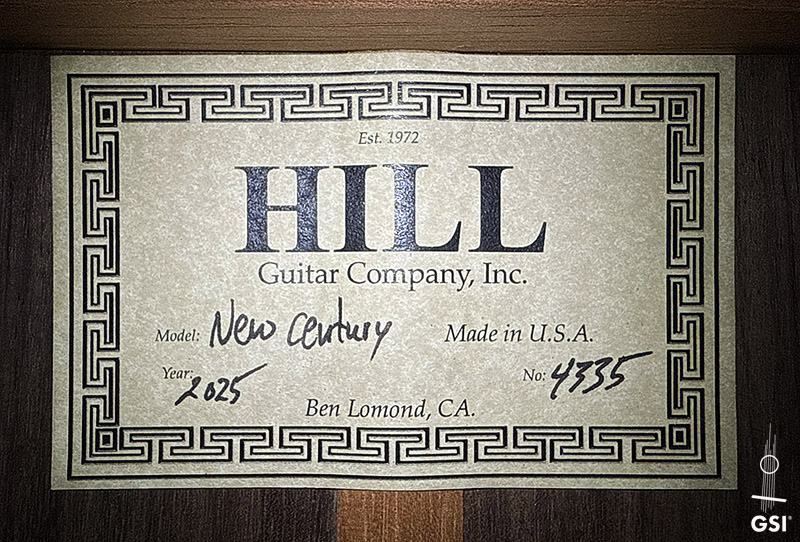 Est. 1972
HILL
Guitar Company, Inc.
Model: New Century Made in U.S.A.
Year: 2025 No: 4335
Ben Lomond, CA.
GSI®